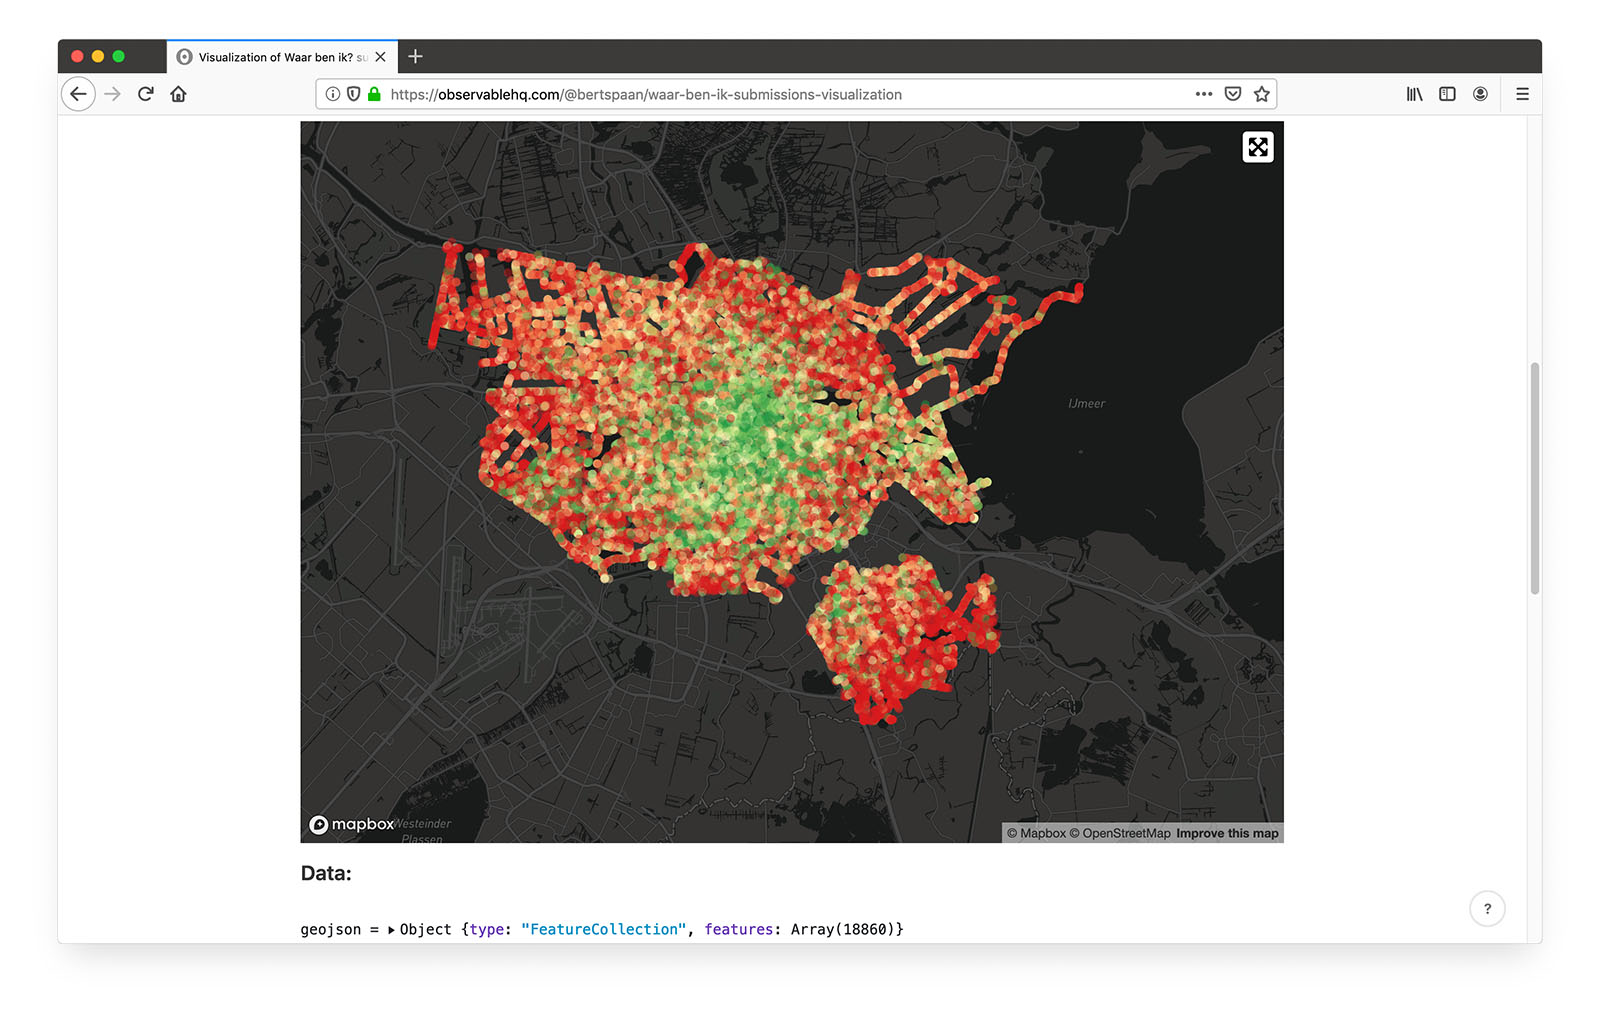 Visualization of Waar ben ik? su
https://observablehq.com/@bertspaan/waar-ben-ik-submissions-visualization
IJmeer
mapbox
Westeinder
Plassen
© Mapbox © OpenStreetMap Improve this map
Data:
geojson = ▸ Object {type: "FeatureCollection", features: Array(18860)}
?